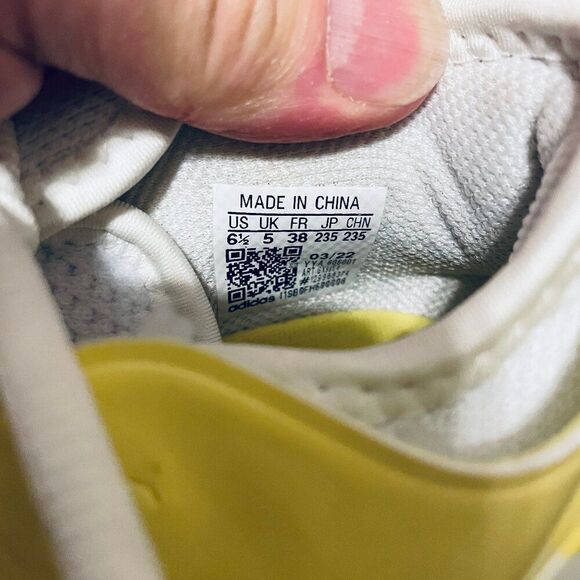 MADE IN CHINA
US UK FR JP CHN
6½ 5 38 235 235
03/22
adidas